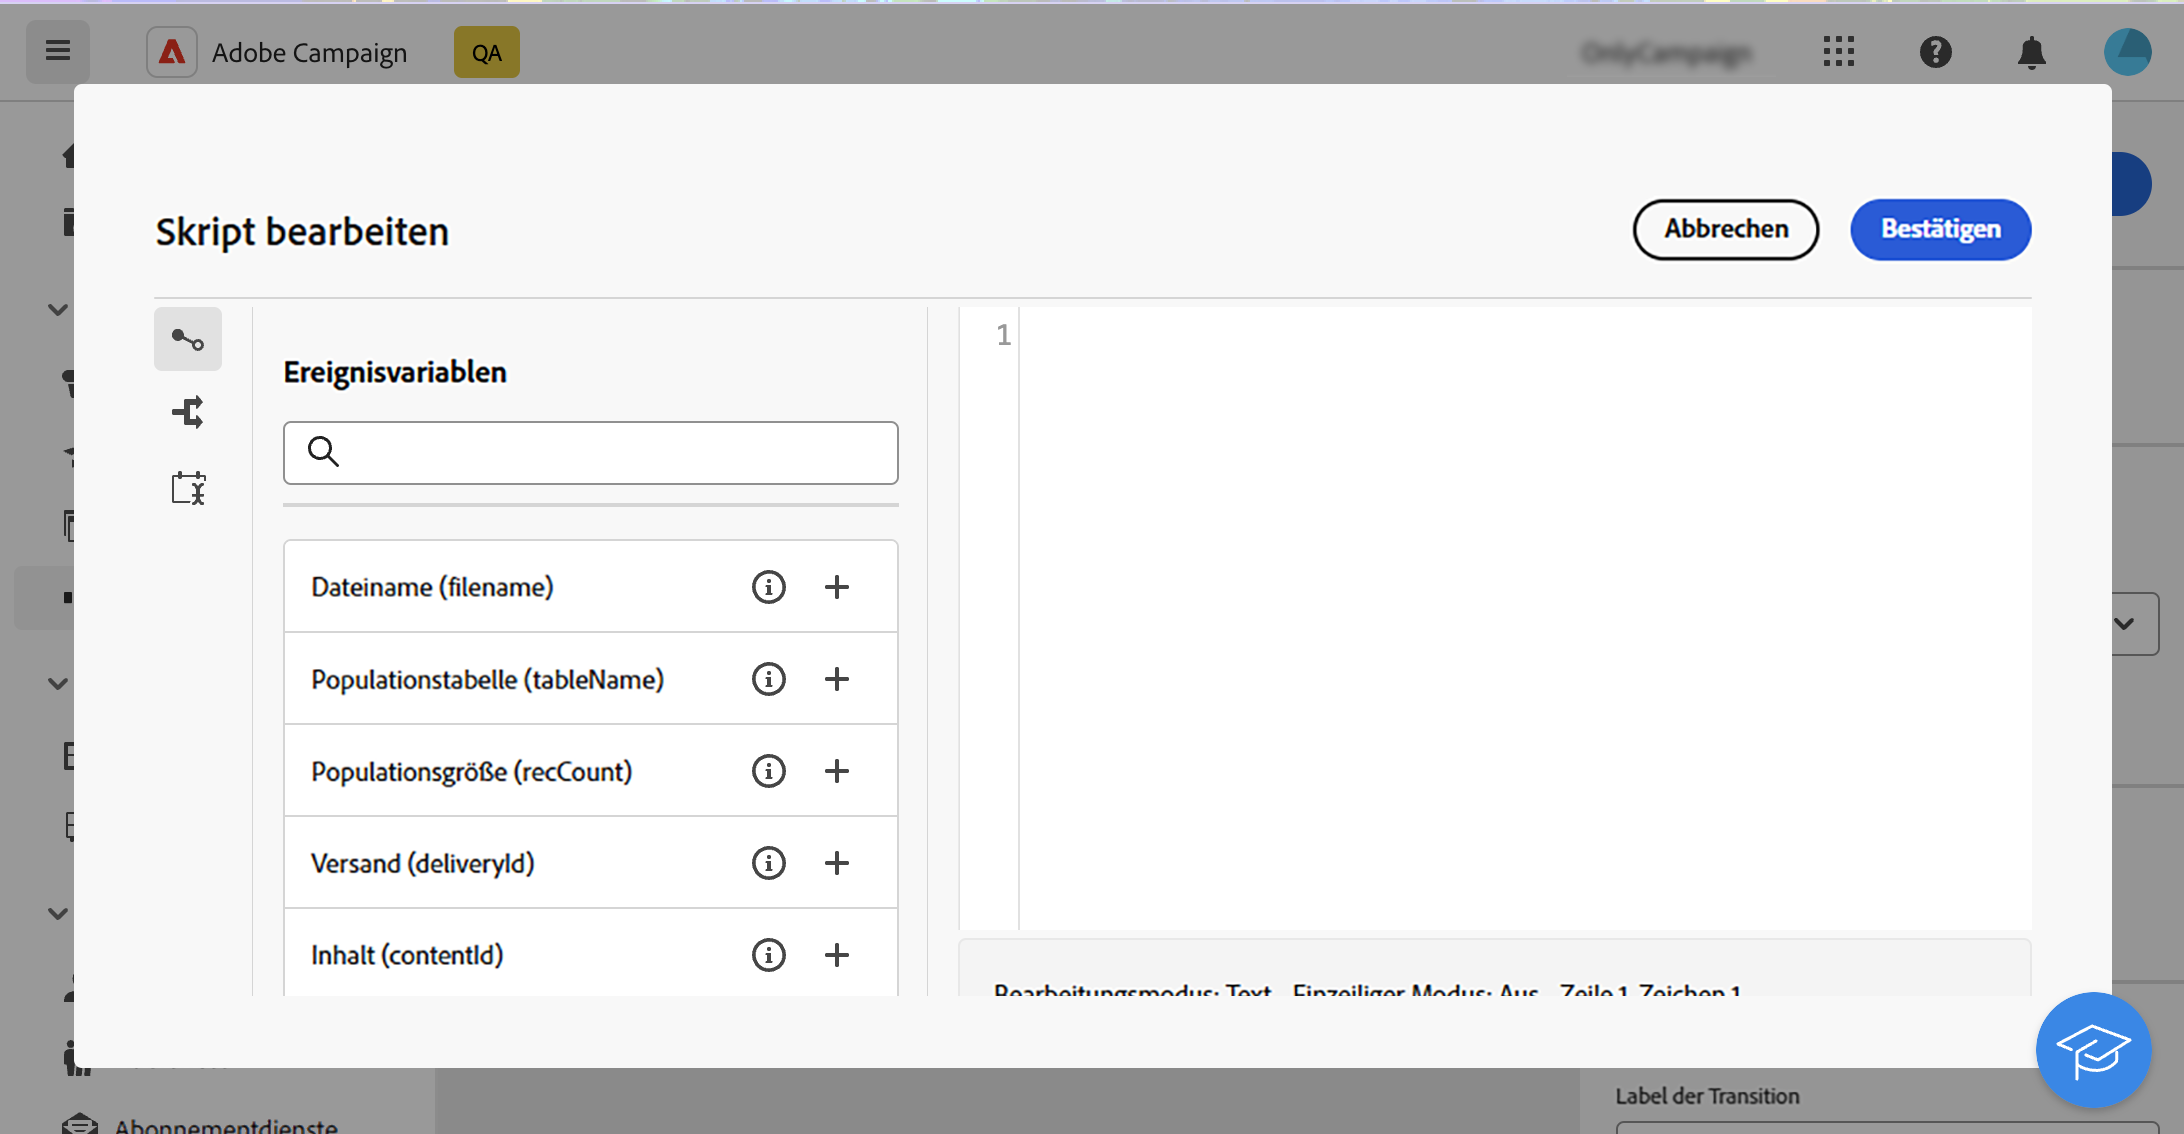 Adobe Campaign
QA
Skript bearbeiten
Abbrechen
Bestätigen
Ereignisvariablen
1
Dateiname (filename)
Populationstabelle (tableName)
Populationsgröße (recCount)
Versand (deliveryId)
Inhalt (contentId)
Bearbeitungsmodus: Text Einzeiliger Modus: Aus Zeile 1, Zeichen 1
Label der Transition
Abonnementdienste